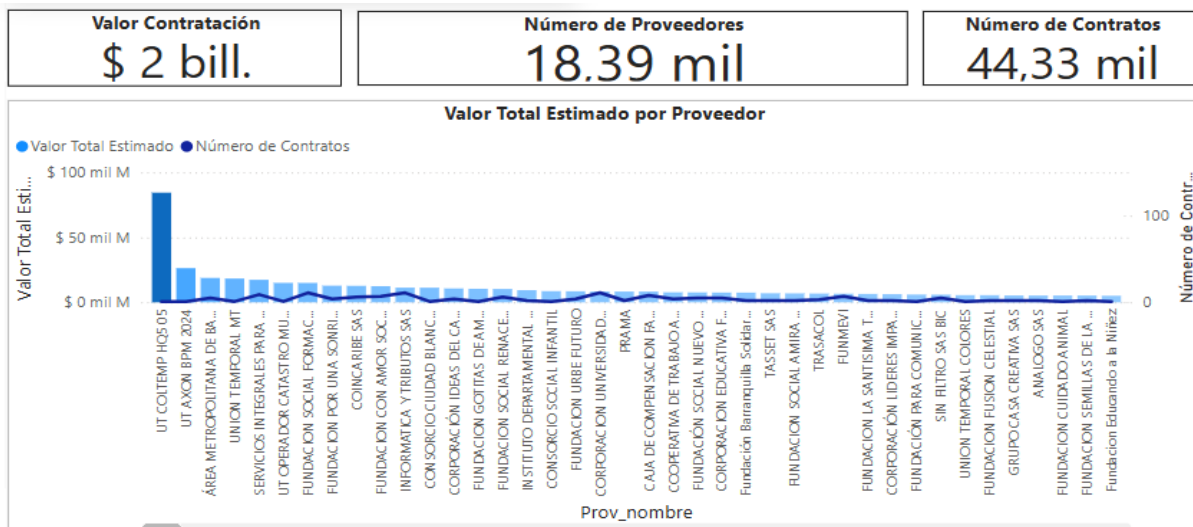 Valor Contratación
$ 2 bill.
Número de Proveedores
18,39 mil
Número de Contratos
44,33 mil
Valor Total Estimado por Proveedor
Valor Total Estimado
Número de Contratos
Valor Total Esti...
$ 100 mil M
$ 50 mil M
$ 0 mil M
100
0
Número de Contr...
UT COLTEMP HQ5 05
UT AXON BPM 2024
ÁREA METROPOLITANA DE BA...
UNION TEMPORAL MT
SERVICIOS INTEGRALES PARA ...
UT OPERADOR CATASTRO MU...
FUNDACION SOCIAL FORMAC...
FUNDACION POR UNA SONRI...
COINCARIBE SAS
FUNDACION CON AMOR SOC...
INFORMATICA Y TRIBUTOS SAS
CONSORCIO CIUDAD BLANC...
CORPORACIÓN IDEAS DEL CA...
FUNDACION GOTITAS DE AM...
FUNDACION SOCIAL RENACE...
INSTITUTO DEPARTAMENTAL ...
CONSORCIO SOCIAL INFANTIL
FUNDACION URBE FUTURO
CORPORACION UNIVERSIDAD...
PRAMA
CAJA DE COMPENSACION FA...
COOPERATIVA DE TRABAJO A...
FUNDACIÓN SOCIAL NUEVO ...
CORPORACION EDUCATIVA F...
Fundación Barranquilla Solidar...
TASSET SAS
FUNDACION SOCIAL AMIRA ...
TRASACOL
FUNMEVI
FUNDACION LA SANTISIMA T...
CORPORACIÓN LIDERES IMPA...
FUNDACIÓN PARA COMUNIC...
SIN FILTRO SAS BIC
UNION TEMPORAL COLORES
FUNDACION FUSION CELESTIAL
GRUPO CASA CREATIVA SAS
ANALOGO SAS
FUNDACION CUIDADO ANIMAL
FUNDACION SEMILLAS DE LA ...
Fundacion Educando a la Niñez
Prov_nombre